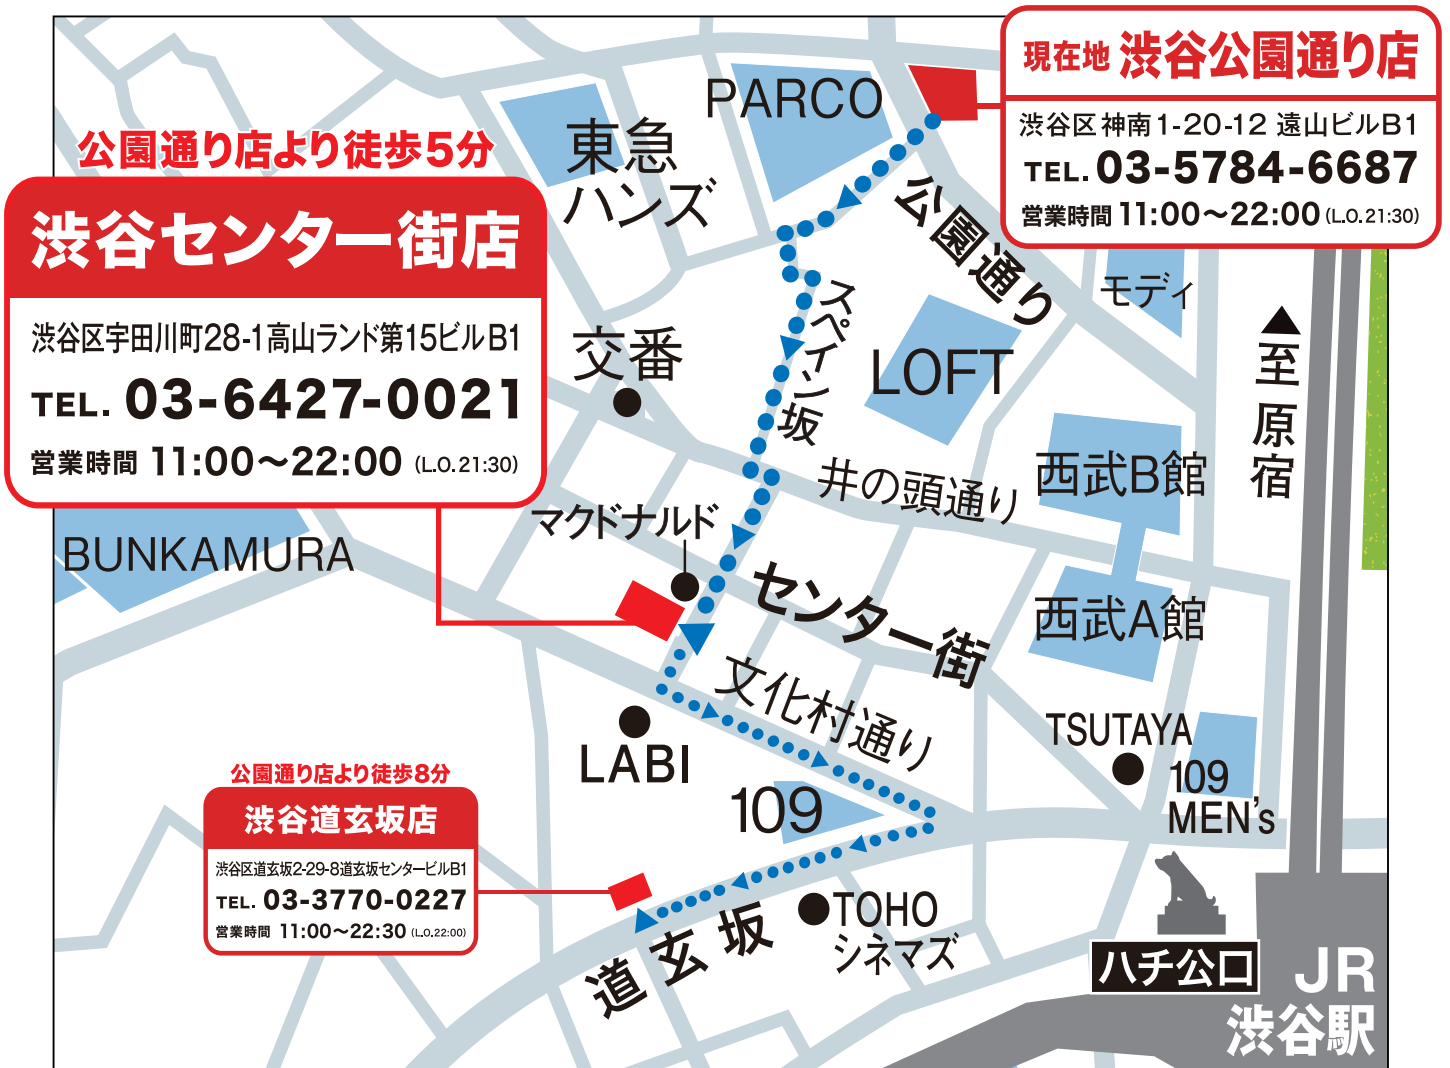 現在地 渋谷公園通り店
渋谷区神南1-20-12 遠山ビルB1
TEL. 03-5784-6687
営業時間 11:00〜22:00 (L.O.21:30)
公園通り店より徒歩5分
渋谷センター街店
渋谷区宇田川町28-1高山ランド第15ビルB1
TEL. 03-6427-0021
営業時間 11:00〜22:00 (L.O.21:30)
PARCO
東急
ハンズ
公園通り
モディ
スペイン坂
LOFT
交番
▲至原宿
西武B館
井の頭通り
マクドナルド
BUNKAMURA
センター街
西武A館
文化村通り
LABI
TSUTAYA
109
MEN's
109
公園通り店より徒歩8分
渋谷道玄坂店
渋谷区道玄坂2-29-8道玄坂センタービルB1
TEL. 03-3770-0227
営業時間 11:00〜22:30 (L.O.22:00)
道玄坂
TOHO
シネマズ
ハチ公口
JR
渋谷駅